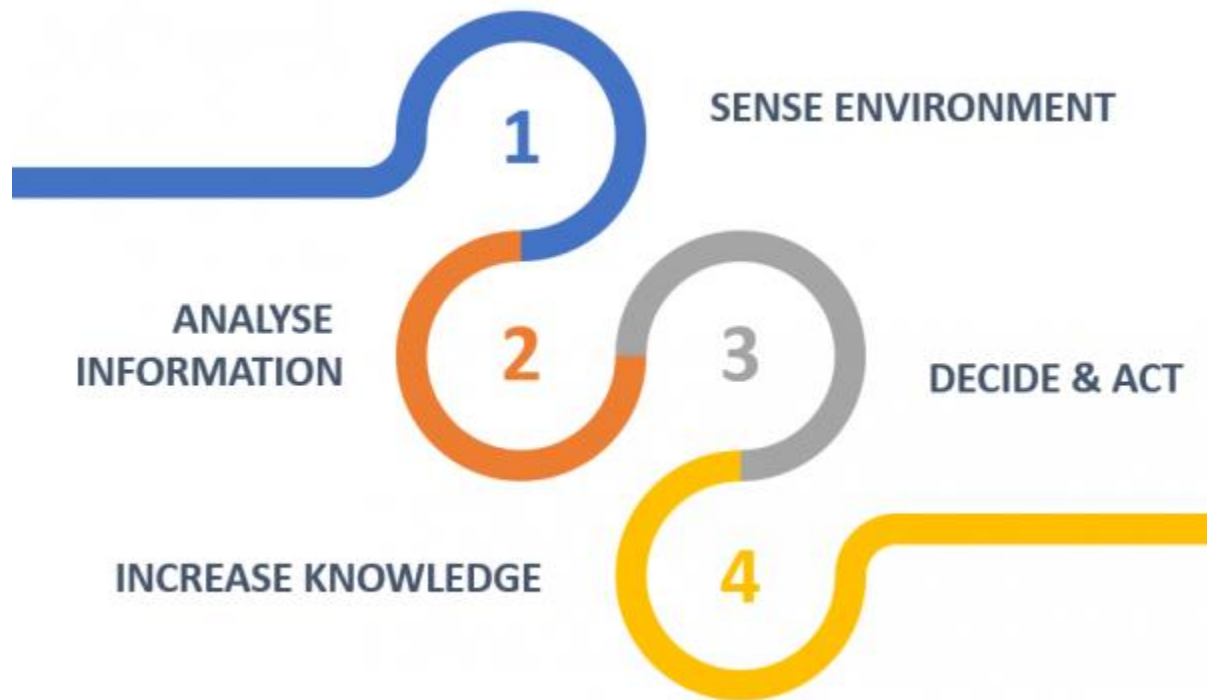 1
SENSE ENVIRONMENT
ANALYSE
INFORMATION
2
3
DECIDE & ACT
INCREASE KNOWLEDGE
4